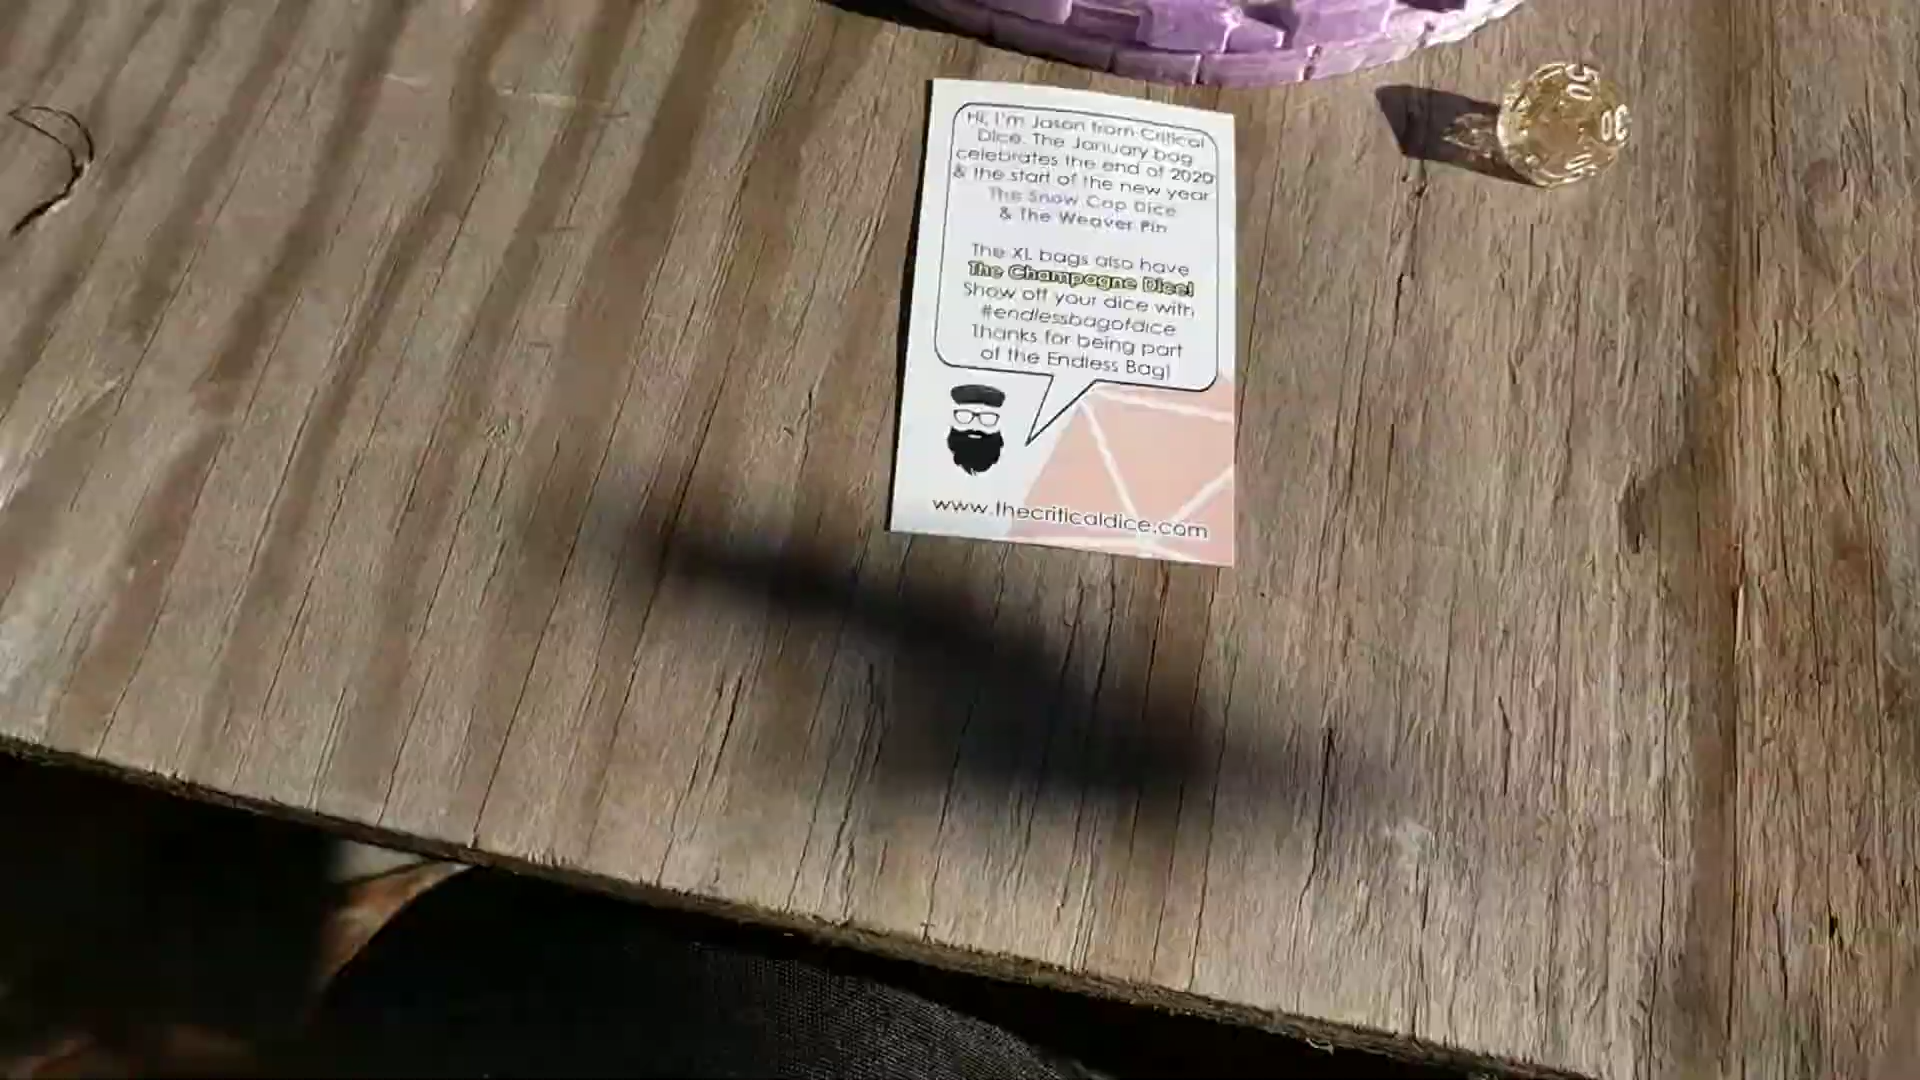 Hi, I'm Jason from Critical
Dice. The January bag
celebrates the end of 2020
& the start of the new year
The Snow Cap Dice
& The Weaver Pin
The XL bags also have
The Champagne Dice!
Show off your dice with
#endlessbagofdice
Thanks for being part
of the Endless Bag!
www.thecriticaldice.com
50
30